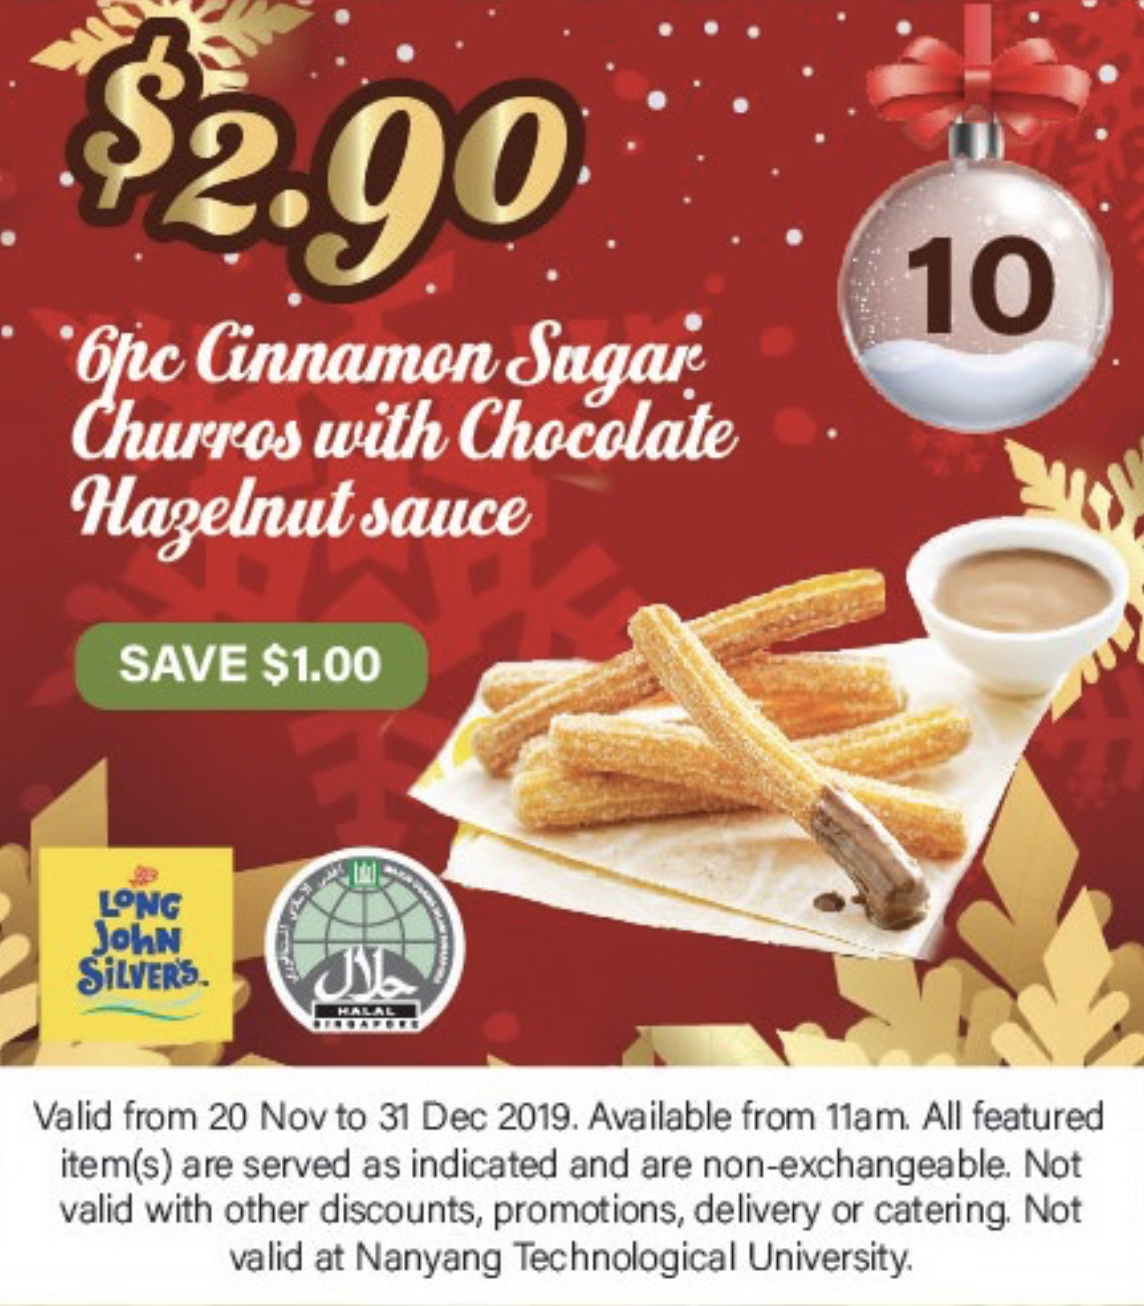 $2.90
10
6pc Cinnamon Sugar
Churros with Chocolate
Hazelnut sauce
SAVE $1.00
LONG
JOHN
SILVER'S
حلال
HALAL
SINGAPORE
Valid from 20 Nov to 31 Dec 2019. Available from 11am. All featured
item(s) are served as indicated and are non-exchangeable. Not
valid with other discounts, promotions, delivery or catering. Not
valid at Nanyang Technological University.